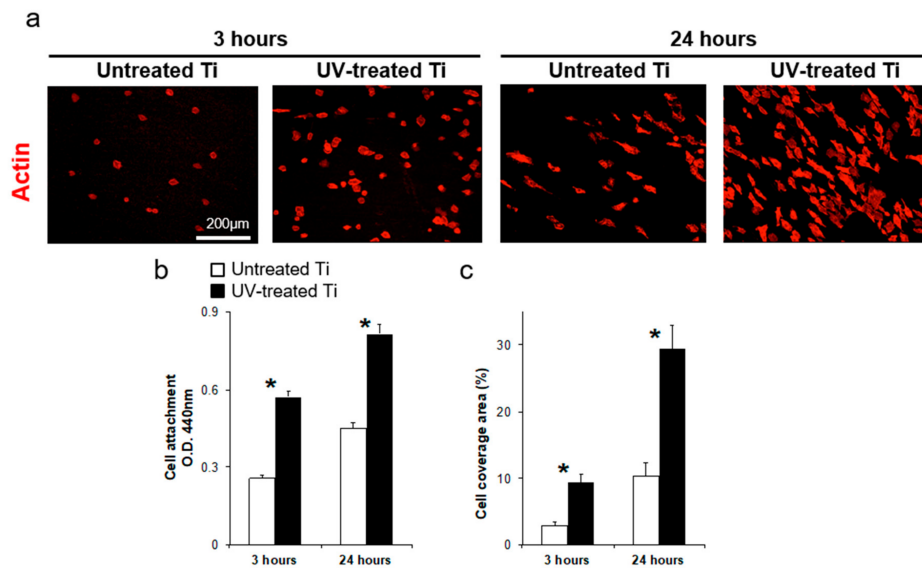 a
3 hours 24 hours
Untreated Ti UV-treated Ti Untreated Ti UV-treated Ti
Actin
200μm
b
Untreated Ti
UV-treated Ti
c
Cell attachment
O.D. 440nm
0.9
0.6
0.3
0
*
*
3 hours 24 hours
Cell coverage area (%)
30
20
10
0
*
*
3 hours 24 hours